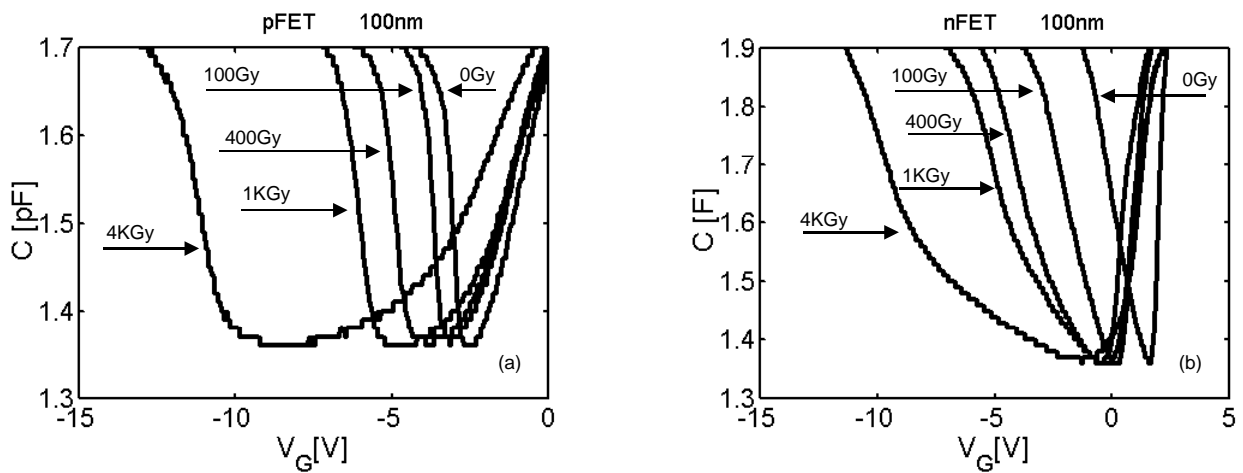 pFET 100nm
1.7
1.6
1.5
1.4
1.3
C [pF]
100Gy
0Gy
400Gy
1KGy
4KGy
(a)
-15 -10 -5 0
V_G[V]
nFET 100nm
1.9
1.8
1.7
1.6
1.5
1.4
1.3
C [F]
100Gy
0Gy
400Gy
1KGy
4KGy
(b)
-15 -10 -5 0 5
V_G[V]